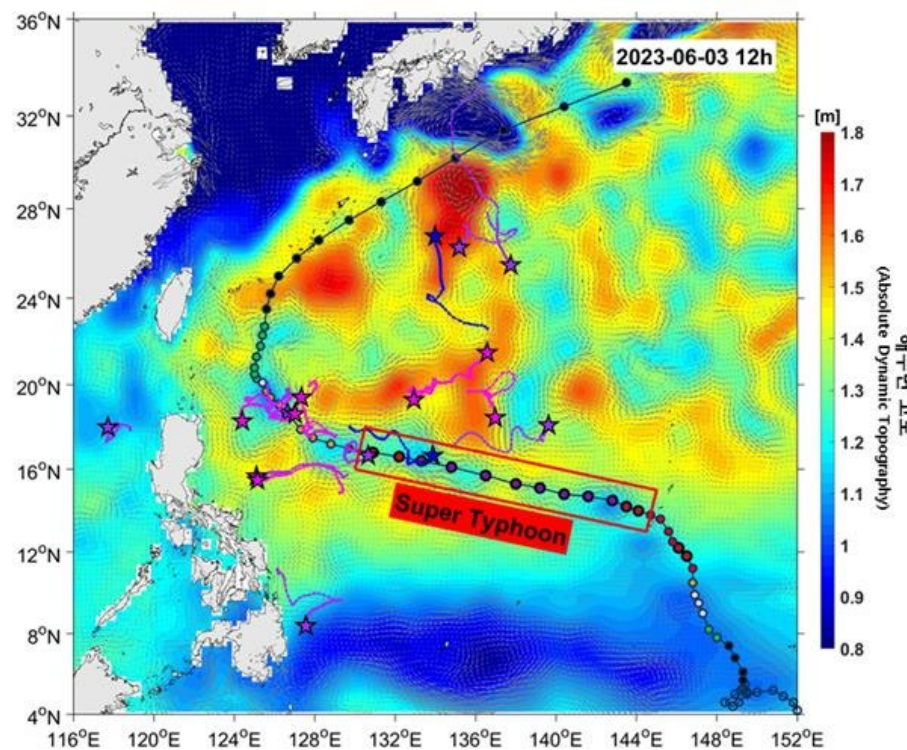 2023-06-03 12h
36°N
32°N
28°N
24°N
20°N
16°N
12°N
8°N
4°N
116°E
120°E
124°E
128°E
132°E
136°E
140°E
144°E
148°E
152°E
Super Typhoon
[m]
1.8
1.7
1.6
1.5
1.4
1.3
1.2
1.1
1
0.9
0.8
(Absolute Dynamic Topography)